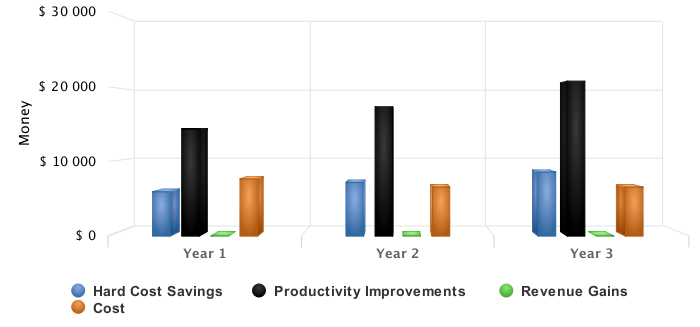 $ 30 000
$ 20 000
$ 10 000
$ 0
Money
Year 1
Year 2
Year 3
Hard Cost Savings
Productivity Improvements
Revenue Gains
Cost